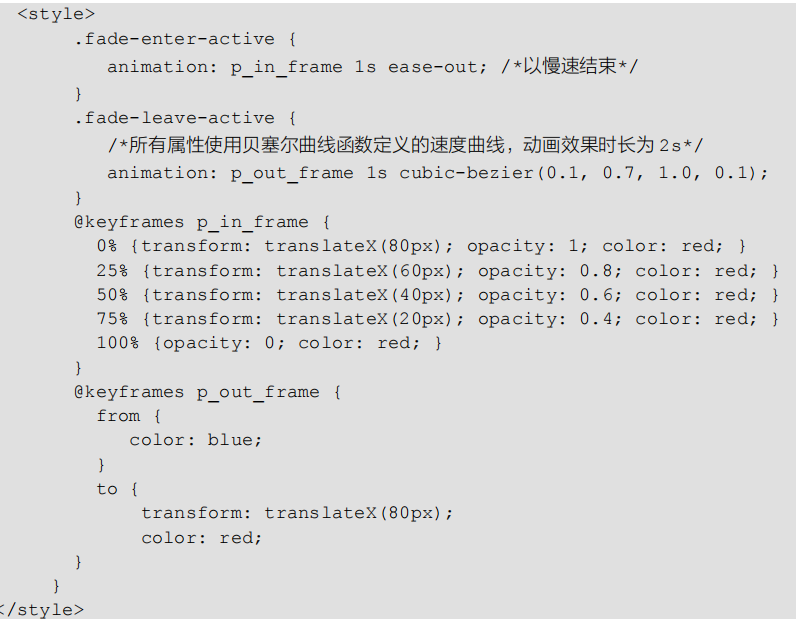 <style>
.fade-enter-active {
animation: p_in_frame 1s ease-out; /*以慢速结束*/
}
.fade-leave-active {
/*所有属性使用贝塞尔曲线函数定义的速度曲线，动画效果时长为 2s*/
animation: p_out_frame 1s cubic-bezier(0.1, 0.7, 1.0, 0.1);
}
@keyframes p_in_frame {
0% {transform: translateX(80px); opacity: 1; color: red; }
25% {transform: translateX(60px); opacity: 0.8; color: red; }
50% {transform: translateX(40px); opacity: 0.6; color: red; }
75% {transform: translateX(20px); opacity: 0.4; color: red; }
100% {opacity: 0; color: red; }
}
@keyframes p_out_frame {
from {
color: blue;
}
to {
transform: translateX(80px);
color: red;
}
}
</style>